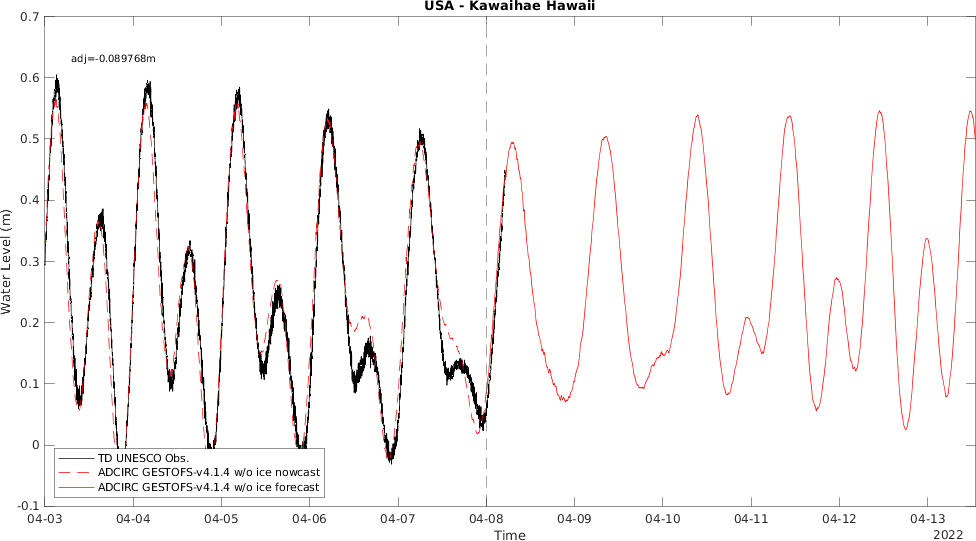 USA - Kawaihae Hawaii
0.7
adj=-0.089768m
0.6
0.5
0.4
0.3
0.2
0.1
0
-0.1
Water Level (m)
TD UNESCO Obs.
ADCIRC GESTOFS-v4.1.4 w/o ice nowcast
ADCIRC GESTOFS-v4.1.4 w/o ice forecast
04-03 04-04 04-05 04-06 04-07 04-08 04-09 04-10 04-11 04-12 04-13
Time
2022